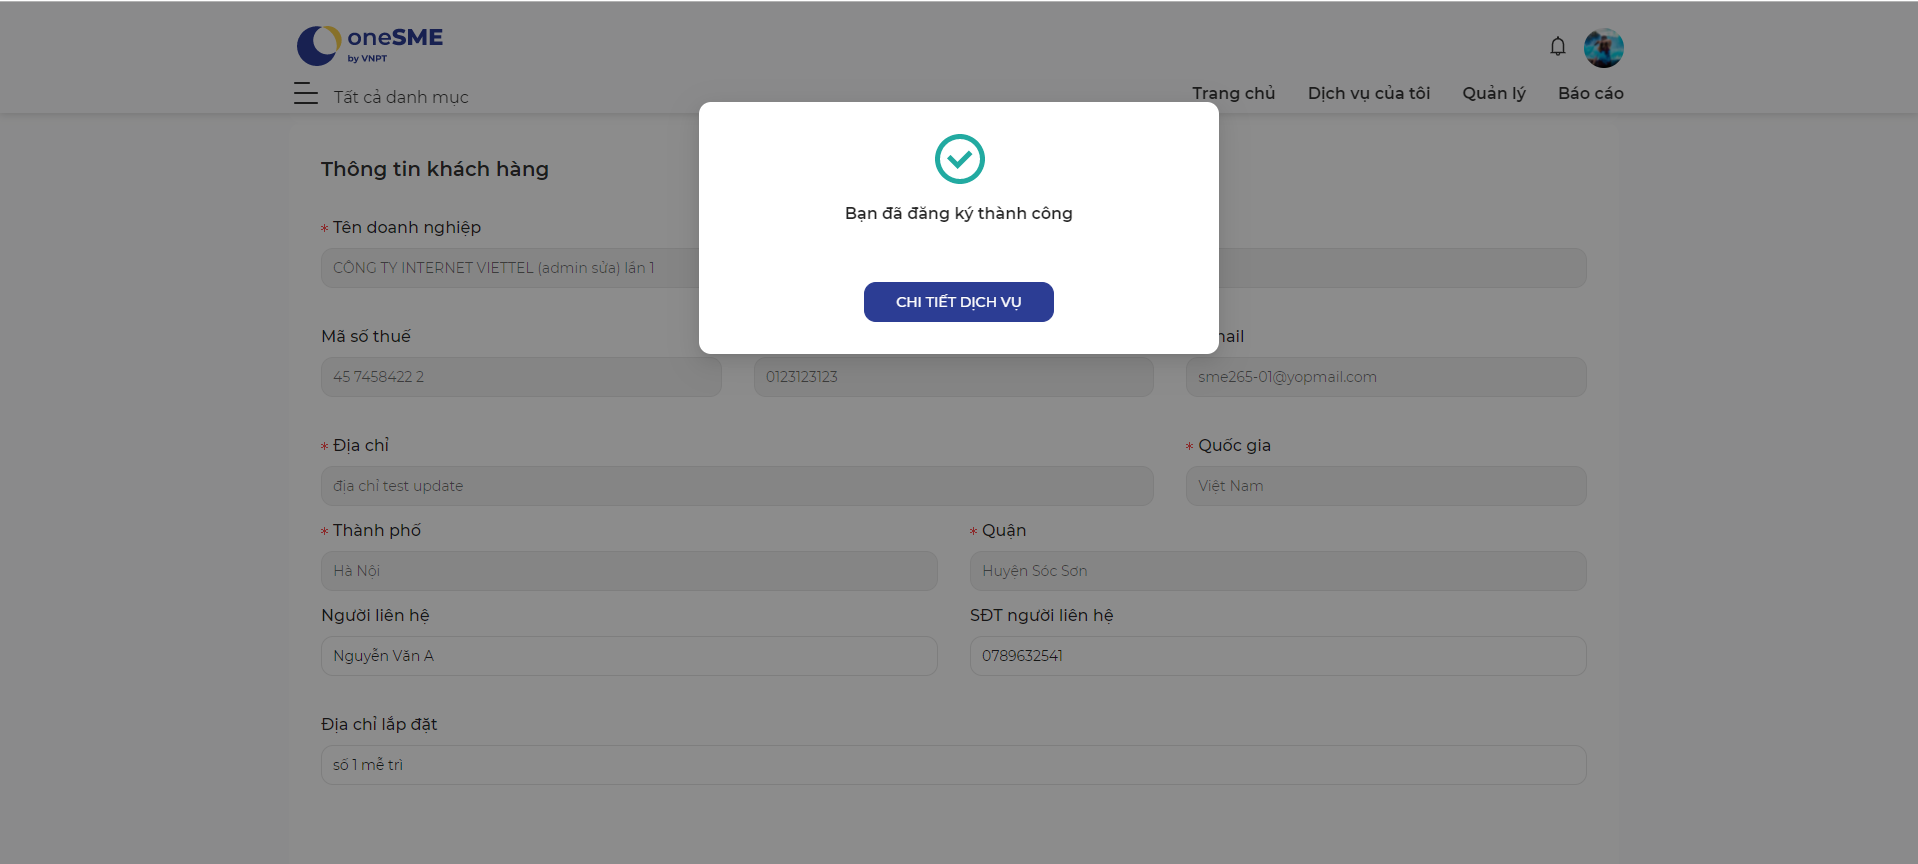 oneSME
by VNPT
Tất cả danh mục
Trang chủ
Dịch vụ của tôi
Quản lý
Báo cáo
Bạn đã đăng ký thành công
CHI TIẾT DỊCH VỤ
Thông tin khách hàng
* Tên doanh nghiệp
CÔNG TY INTERNET VIETTEL (admin sửa) lần 1
Mã số thuế
45 7458422 2
0123123123
sme265-01@yopmail.com
* Địa chỉ
* Quốc gia
địa chỉ test update
Việt Nam
* Thành phố
* Quận
Hà Nội
Huyện Sóc Sơn
Người liên hệ
SĐT người liên hệ
Nguyễn Văn A
0789632541
Địa chỉ lắp đặt
số 1 mễ trì